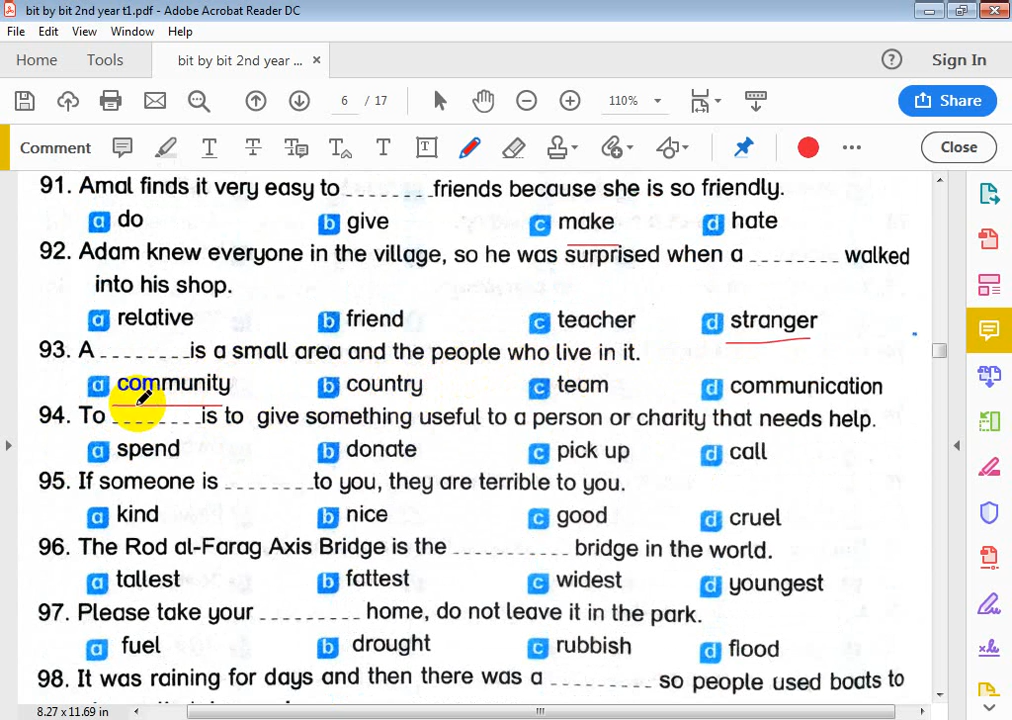 bit by bit 2nd year t1.pdf - Adobe Acrobat Reader DC
File Edit View Window Help
Home Tools bit by bit 2nd year ... × Sign In
6 / 17 110% Share
Comment Close
91. Amal finds it very easy to ________ friends because she is so friendly.
a do b give c make d hate
92. Adam knew everyone in the village, so he was surprised when a ________ walked
into his shop.
a relative b friend c teacher d stranger
93. A ________ is a small area and the people who live in it.
a community b country c team d communication
94. To ________ is to give something useful to a person or charity that needs help.
a spend b donate c pick up d call
95. If someone is ________ to you, they are terrible to you.
a kind b nice c good d cruel
96. The Rod al-Farag Axis Bridge is the __________ bridge in the world.
a tallest b fattest c widest d youngest
97. Please take your _________ home, do not leave it in the park.
a fuel b drought c rubbish d flood
98. It was raining for days and then there was a _________ so people used boats to
8.27 x 11.69 in